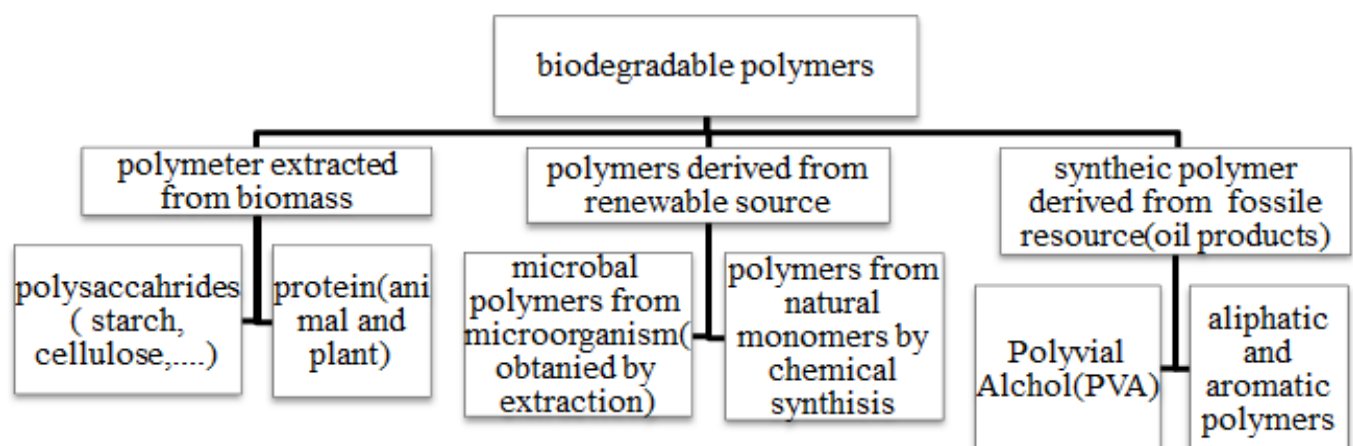 biodegradable polymers
polymeter extracted
from biomass
polymers derived from
renewable source
syntheic polymer
derived from fossile
resource(oil products)
polysaccahrides
( starch,
cellulose,....)
protein(ani
mal and
plant)
microbal
polymers from
microorganism(
obtanied by
extraction)
polymers from
natural
monomers by
chemical
synthisis
Polyvial
Alchol(PVA)
aliphatic
and
aromatic
polymers